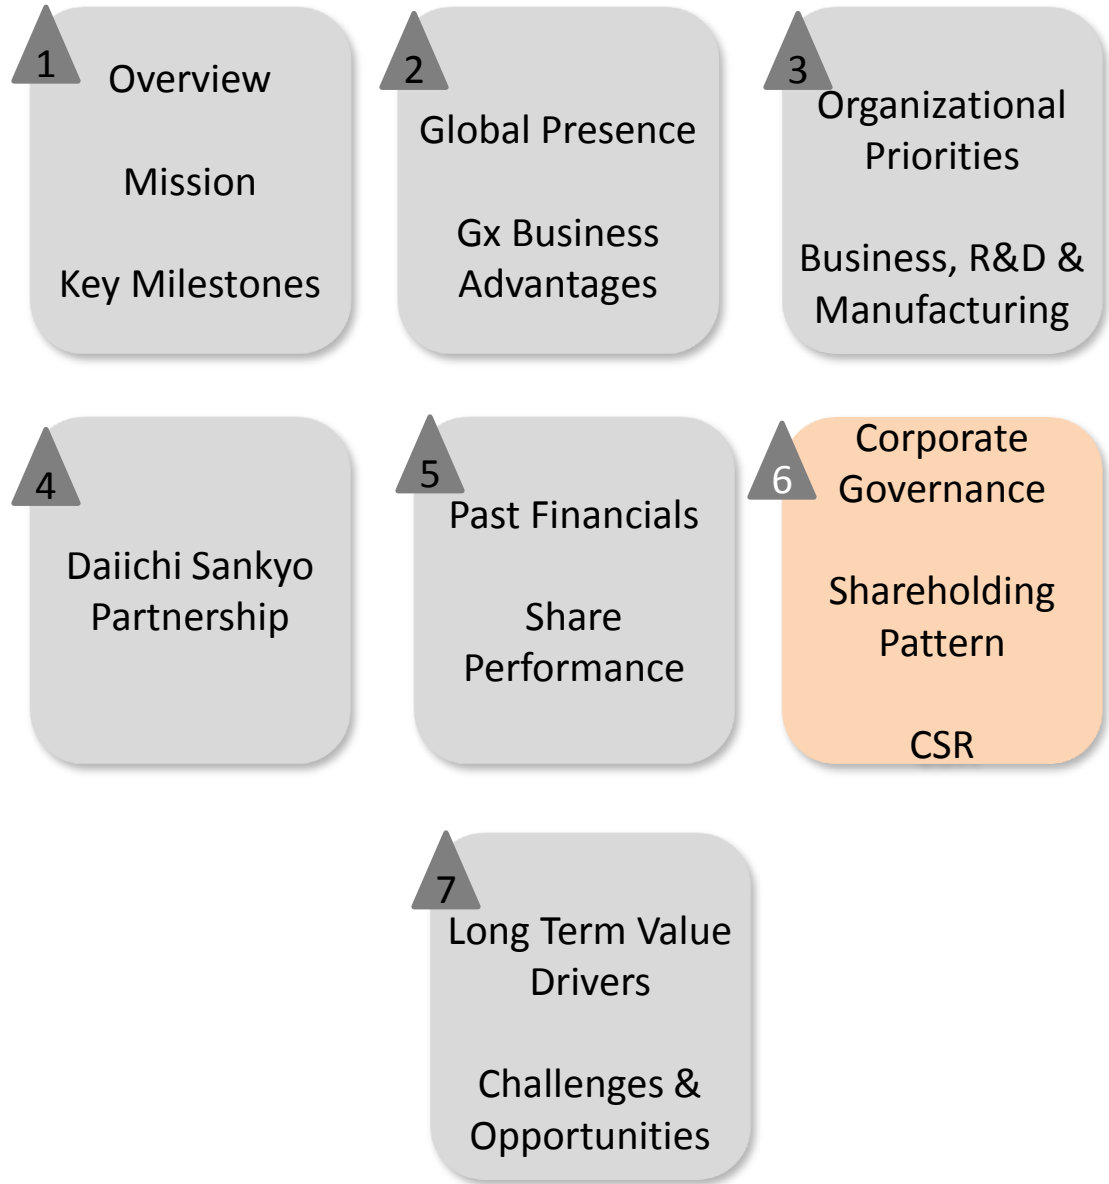 1
Overview
Mission
Key Milestones
2
Global Presence
Gx Business
Advantages
3
Organizational
Priorities
Business, R&D &
Manufacturing
4
Daiichi Sankyo
Partnership
5
Past Financials
Share
Performance
6
Corporate
Governance
Shareholding
Pattern
CSR
7
Long Term Value
Drivers
Challenges &
Opportunities